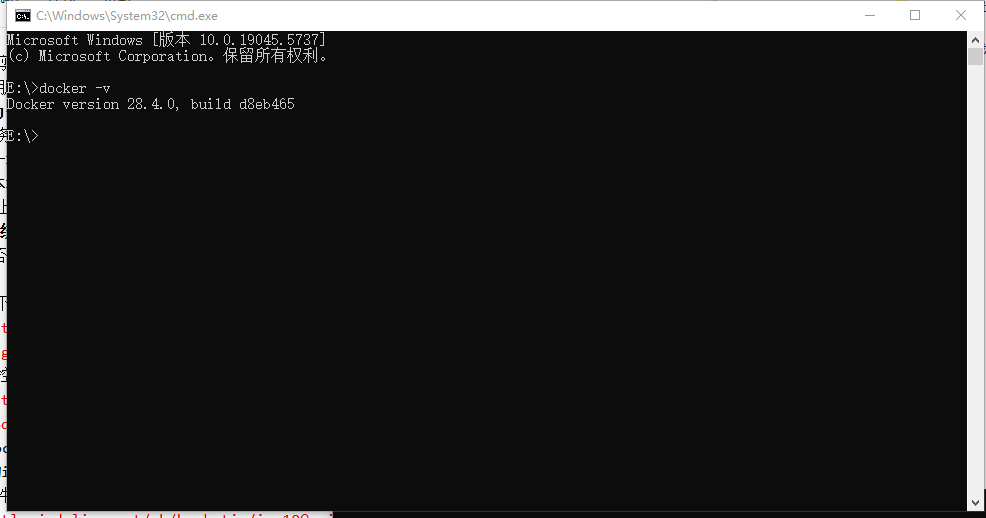 C:\Windows\System32\cmd.exe
Microsoft Windows [版本 10.0.19045.5737]
(c) Microsoft Corporation。保留所有权利。
E:\>docker -v
Docker version 28.4.0, build d8eb465
E:\>